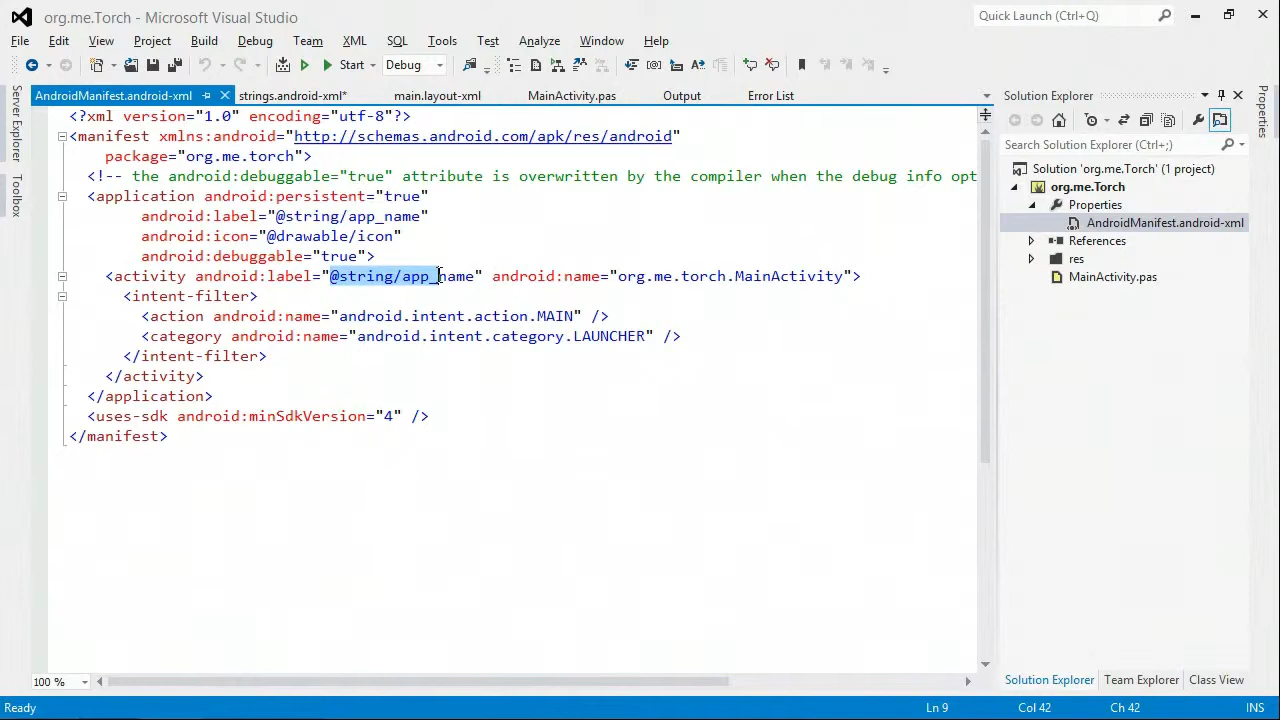 org.me.Torch - Microsoft Visual Studio
Quick Launch (Ctrl+Q)
File Edit View Project Build Debug Team XML SQL Tools Test Analyze Window Help
Start Debug
AndroidManifest.android-xml strings.android-xml* main.layout-xml MainActivity.pas Output Error List
Server Explorer
Toolbox
<?xml version="1.0" encoding="utf-8"?>
<manifest xmlns:android="http://schemas.android.com/apk/res/android"
package="org.me.torch">
<!-- the android:debuggable="true" attribute is overwritten by the compiler when the debug info opt
<application android:persistent="true"
android:label="@string/app_name"
android:icon="@drawable/icon"
android:debuggable="true">
<activity android:label="@string/app_name" android:name="org.me.torch.MainActivity">
<intent-filter>
<action android:name="android.intent.action.MAIN" />
<category android:name="android.intent.category.LAUNCHER" />
</intent-filter>
</activity>
</application>
<uses-sdk android:minSdkVersion="4" />
</manifest>
100 %
Solution Explorer
Search Solution Explorer (Ctrl+;)
Solution 'org.me.Torch' (1 project)
org.me.Torch
Properties
AndroidManifest.android-xml
References
res
MainActivity.pas
Solution Explorer Team Explorer Class View
Properties
Ready Ln 9 Col 42 Ch 42 INS